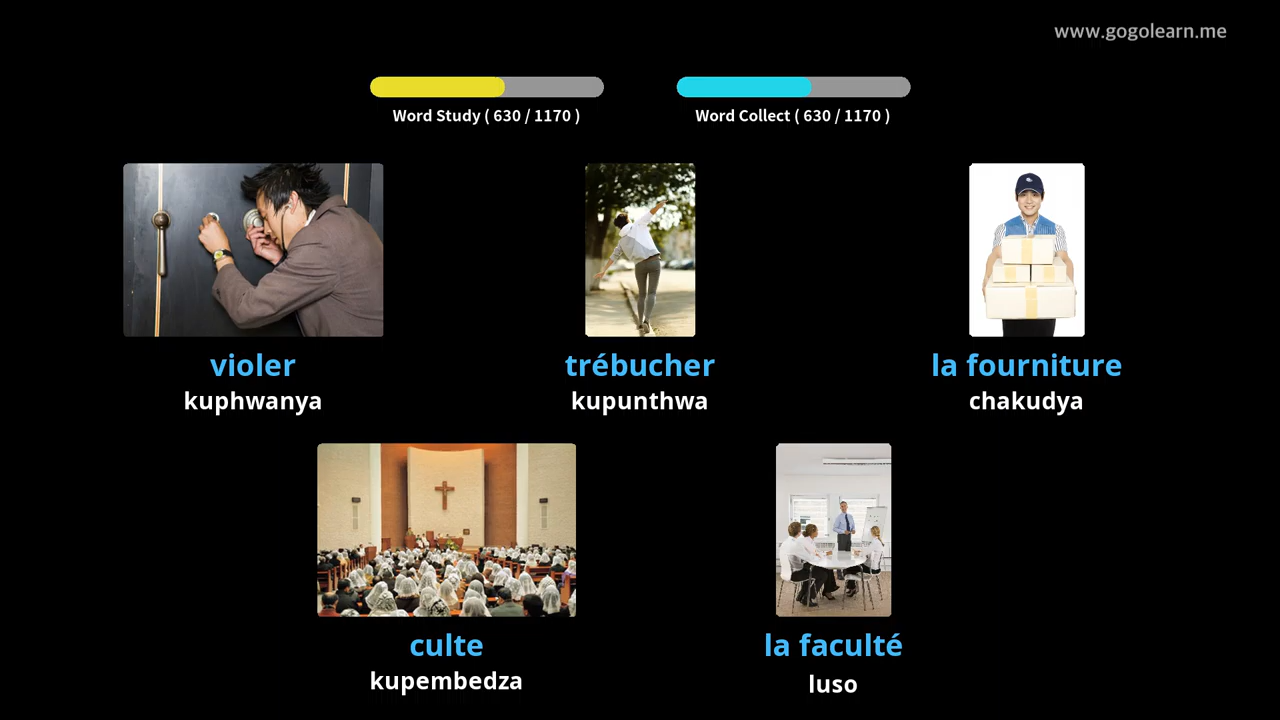 www.gogolearn.me
Word Study ( 630 / 1170 )
Word Collect ( 630 / 1170 )
violer
kuphwanya
trébucher
kupunthwa
la fourniture
chakudya
culte
kupembedza
la faculté
luso